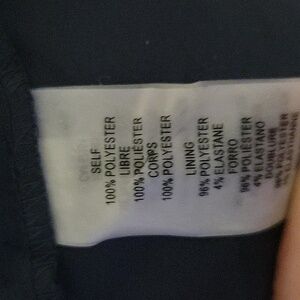 SELF
100% POLYESTER
LIBRE
100% POLIÉSTER
CORPS
100% POLYESTER
LINING
96% POLYESTER
4% ELASTANE
FORRO
96% POLIÉSTER
4% ELASTANO
DOUBLURE
96% POLYESTER